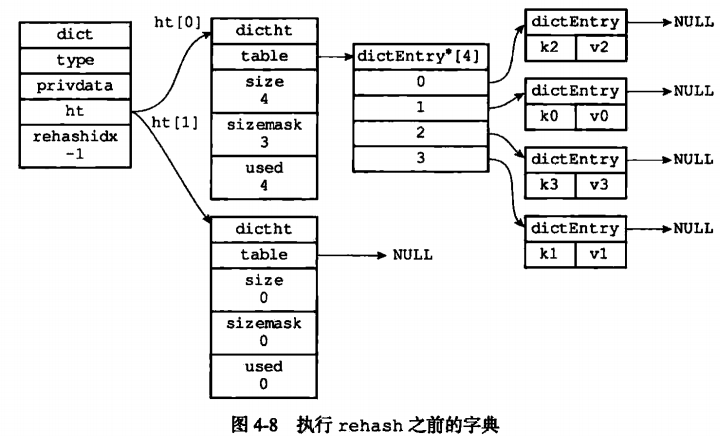 dict
type
privdata
ht
rehashidx
-1
ht[0]
ht[1]
dictht
table
size
4
sizemask
3
used
4
dictEntry*[4]
0
1
2
3
dictEntry
k2 v2
NULL
dictEntry
k0 v0
NULL
dictEntry
k3 v3
NULL
dictEntry
k1 v1
NULL
dictht
table
NULL
size
0
sizemask
0
used
0
图 4-8 执行 rehash 之前的字典